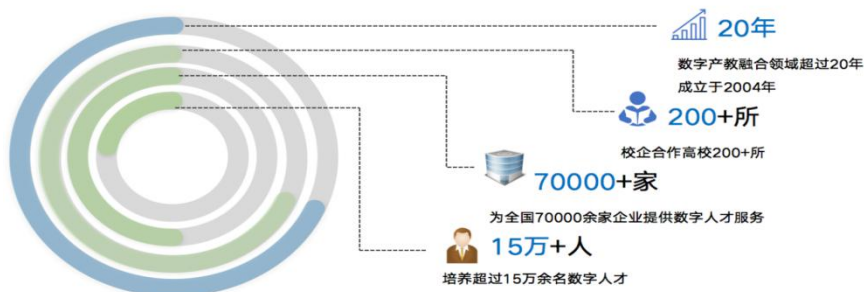 20年
数字产教融合领域超过20年
成立于2004年
200+所
校企合作高校200+所
70000+家
为全国70000余家企业提供数字人才服务
15万+人
培养超过15万余名数字人才